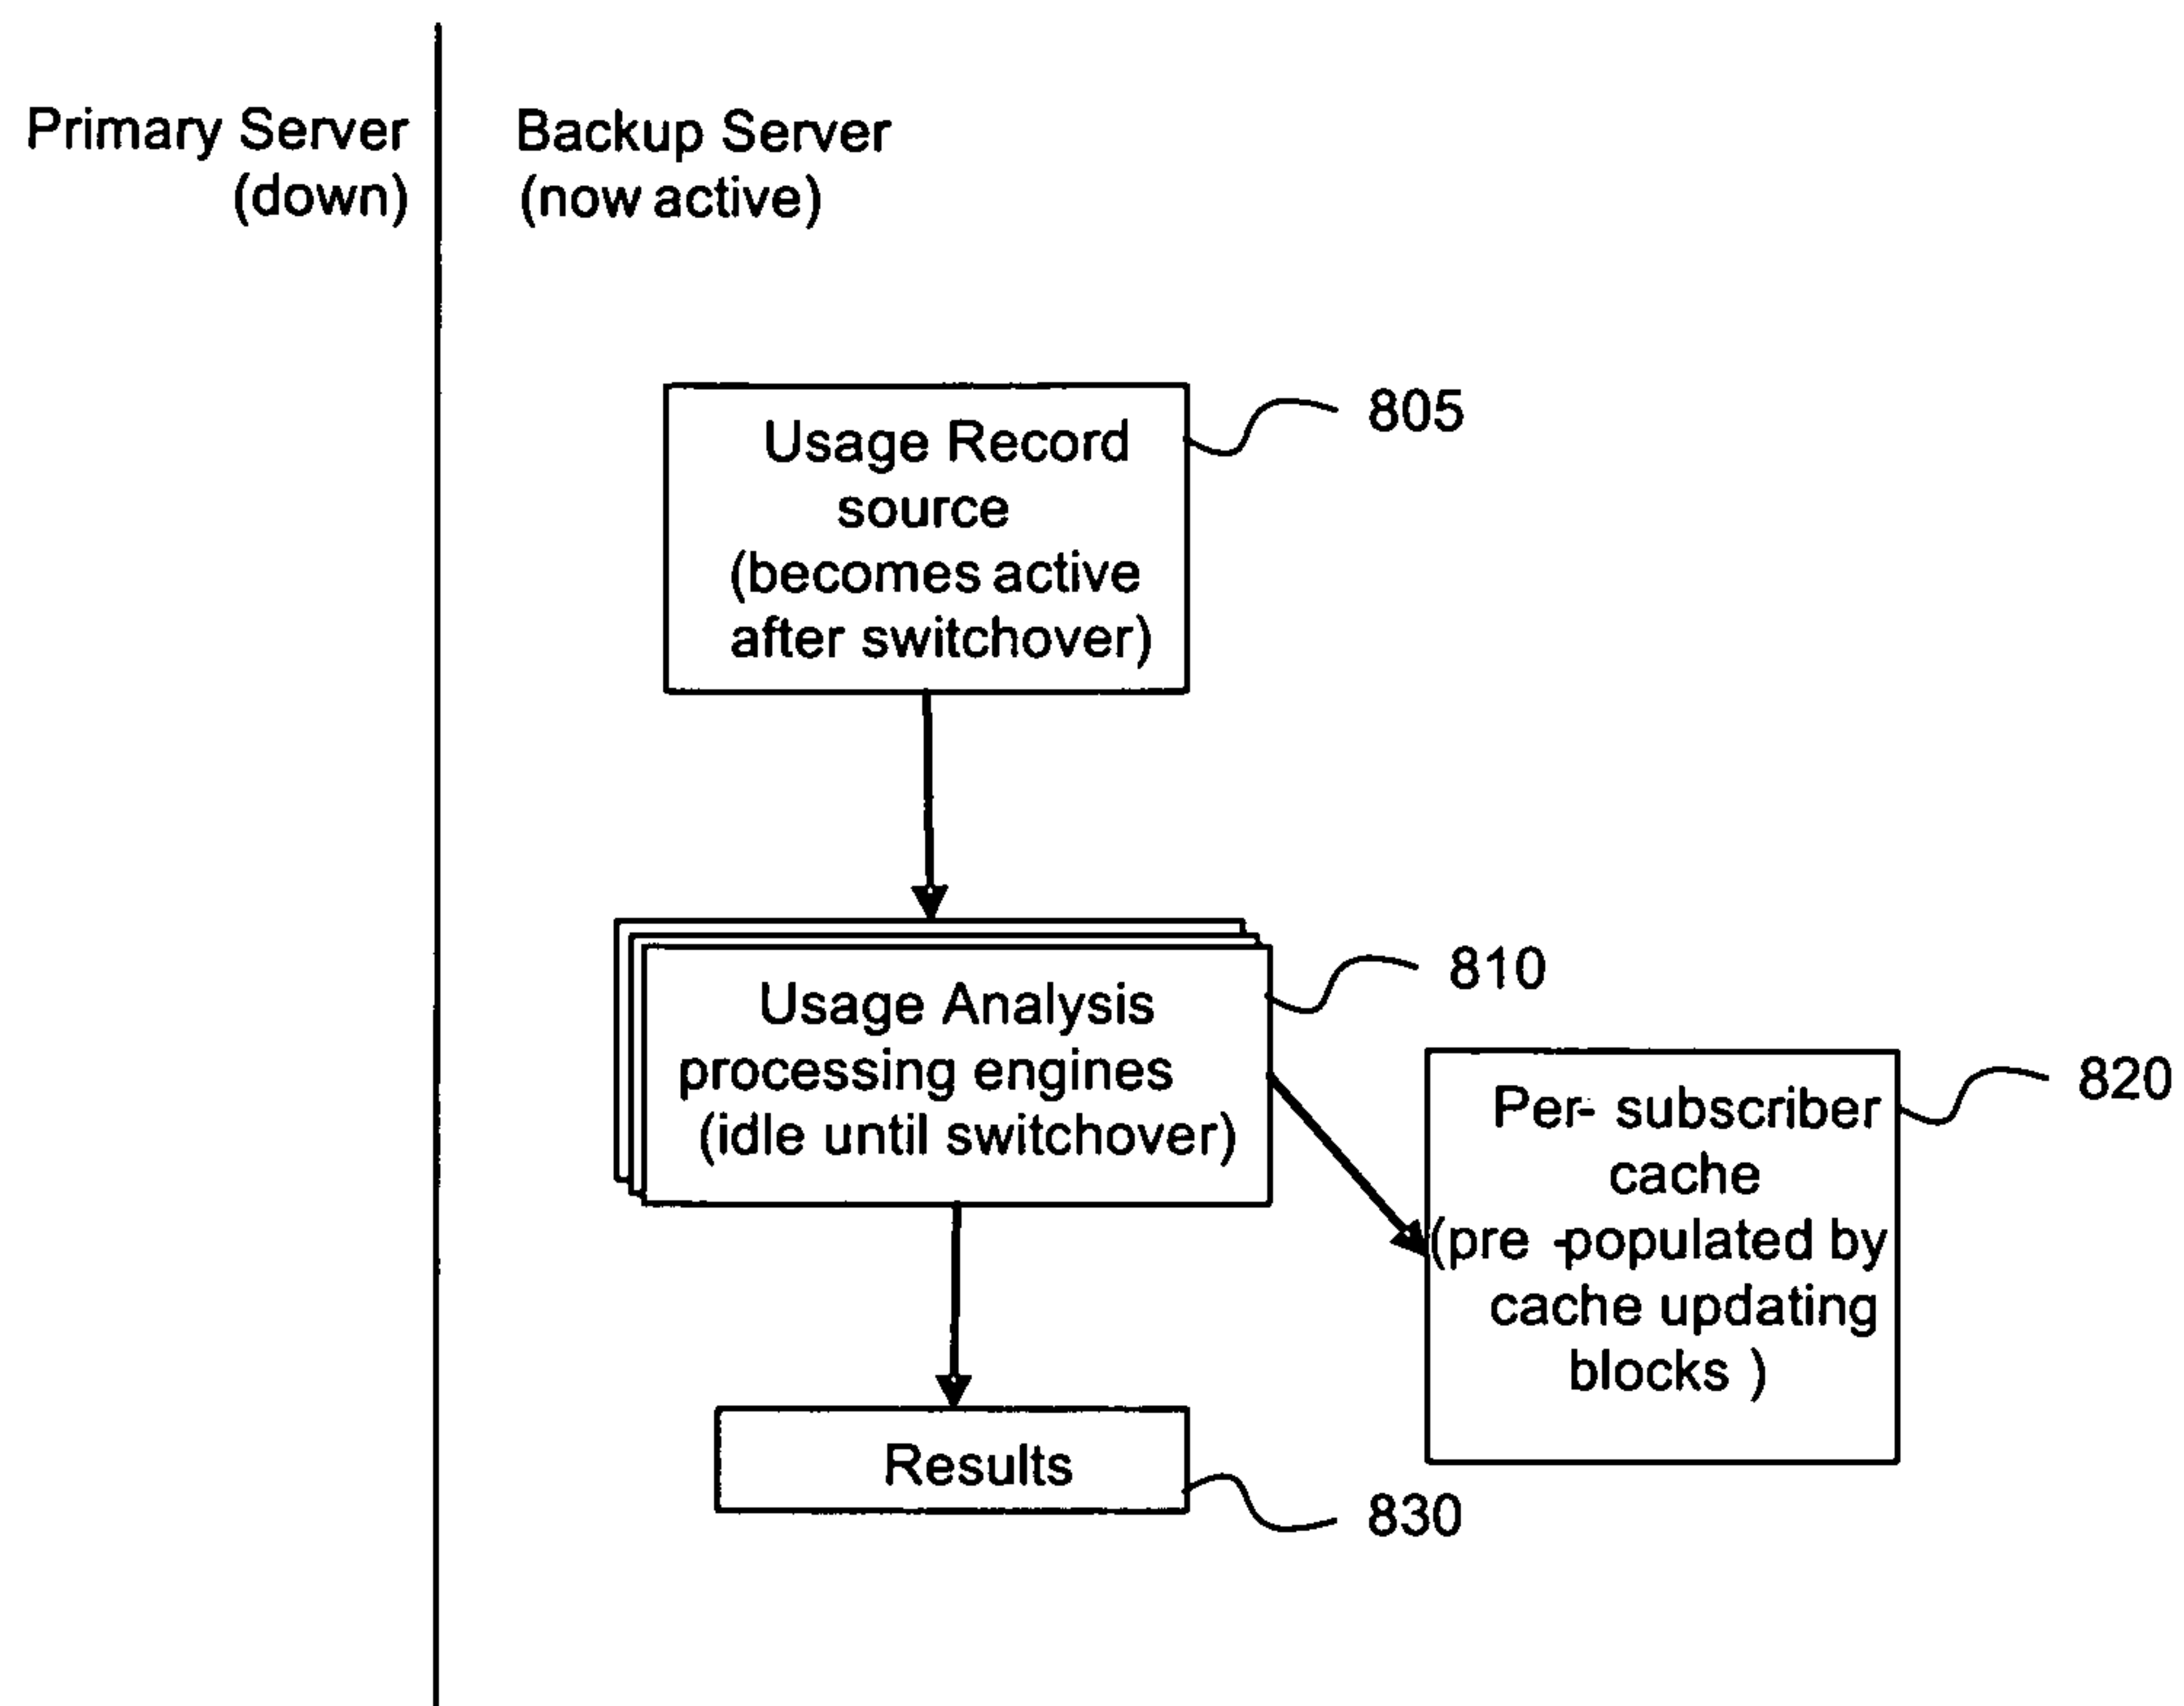 Primary Server
(down)
Backup Server
(now active)
805
Usage Record
source
(becomes active
after switchover)
810
Usage Analysis
processing engines
(idle until switchover)
820
Per- subscriber
cache
(pre -populated by
cache updating
blocks )
Results
830